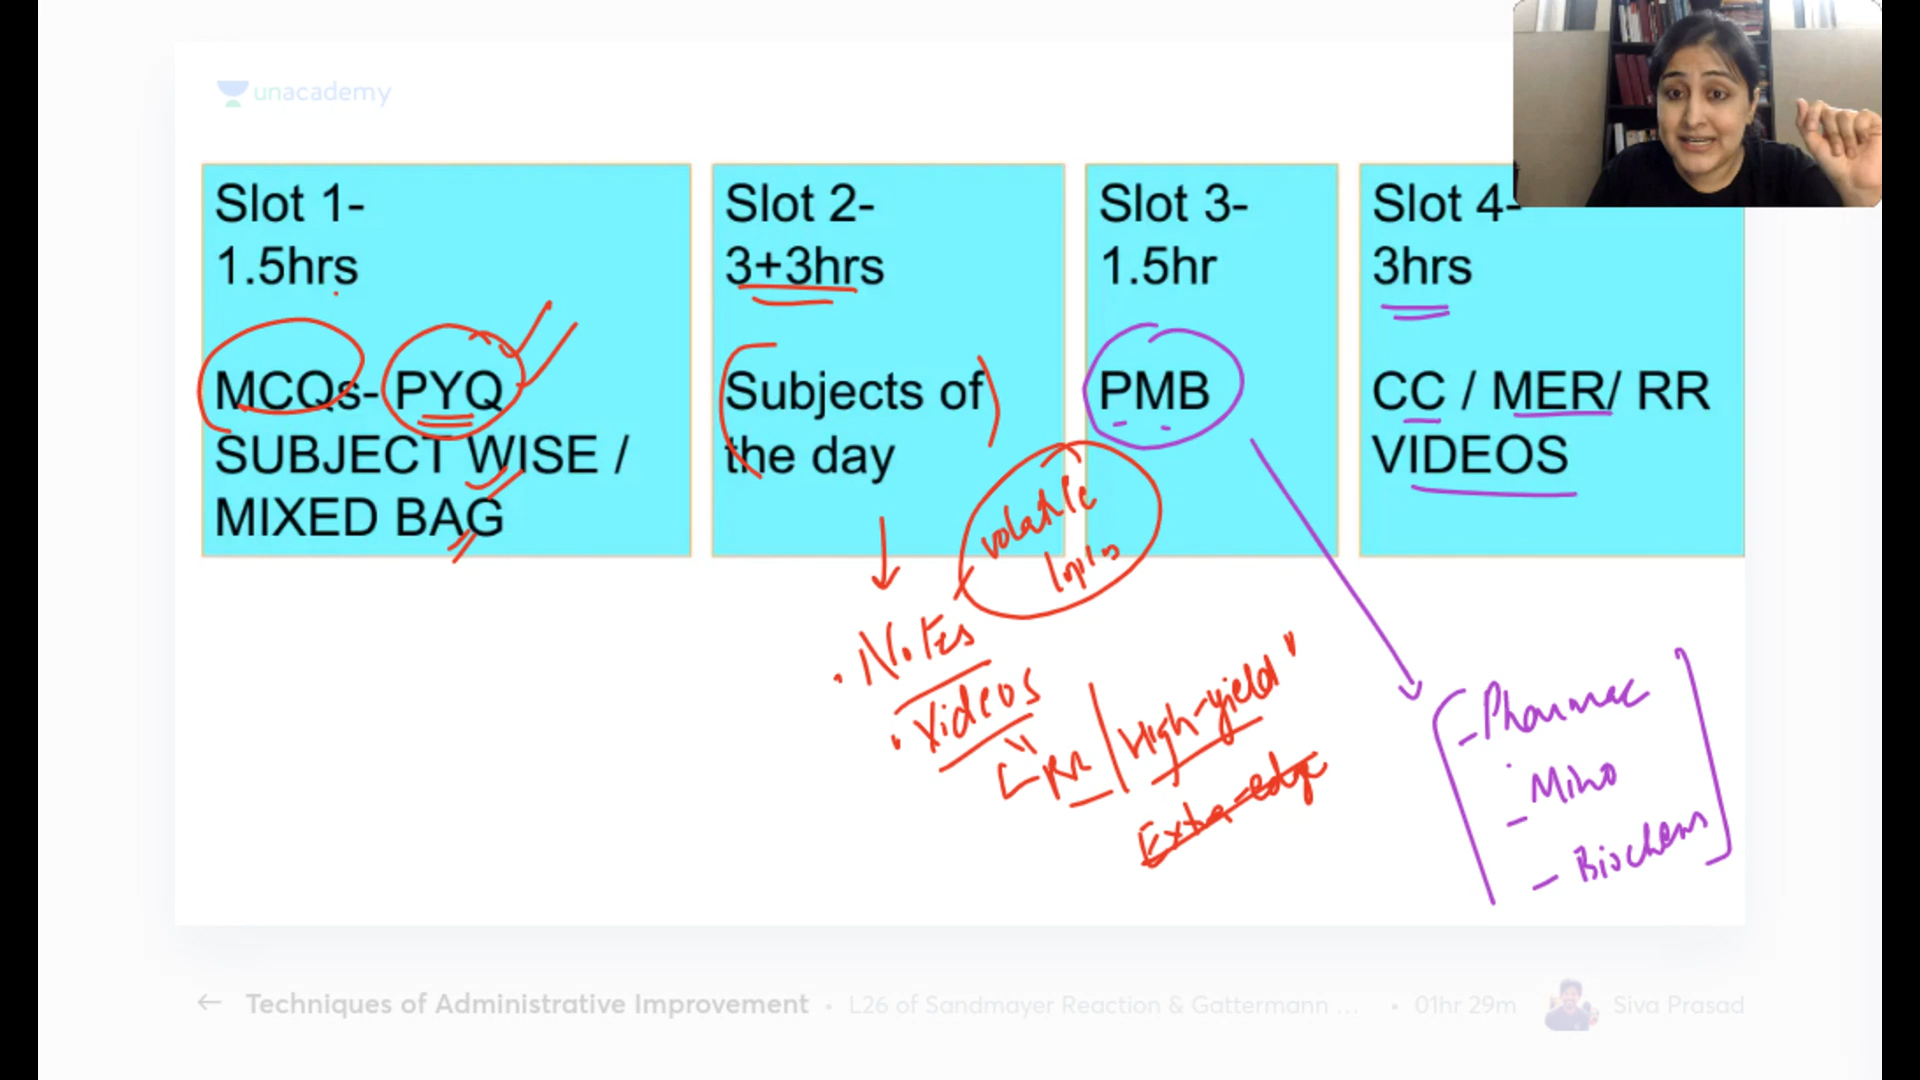 unacademy
Slot 1-
1.5hrs
MCQs- PYQ
SUBJECT WISE /
MIXED BAG
Slot 2-
3+3hrs
Subjects of
the day
Slot 3-
1.5hr
PMB
Slot 4-
3hrs
CC / MER/ RR
VIDEOS
volatile
. Notes
. Videos
RR / High-yield"
Extra-edge
- Pharmac
- Micro
- Biochem
← Techniques of Administrative Improvement • L26 of Sandmayer Reaction & Gattermann ... • 01hr 29m Siva Prasad